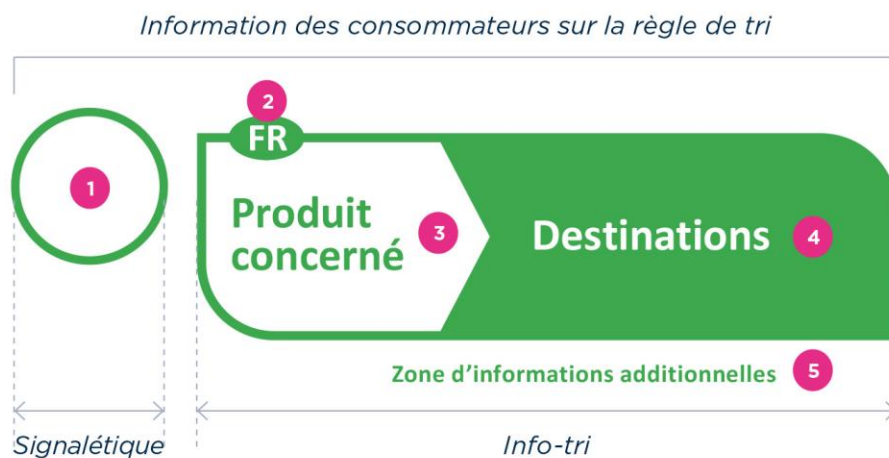 Information des consommateurs sur la règle de tri
2
FR
1
Produit
concerné
3
Destinations
4
Zone d'informations additionnelles
5
Signalétique
Info-tri